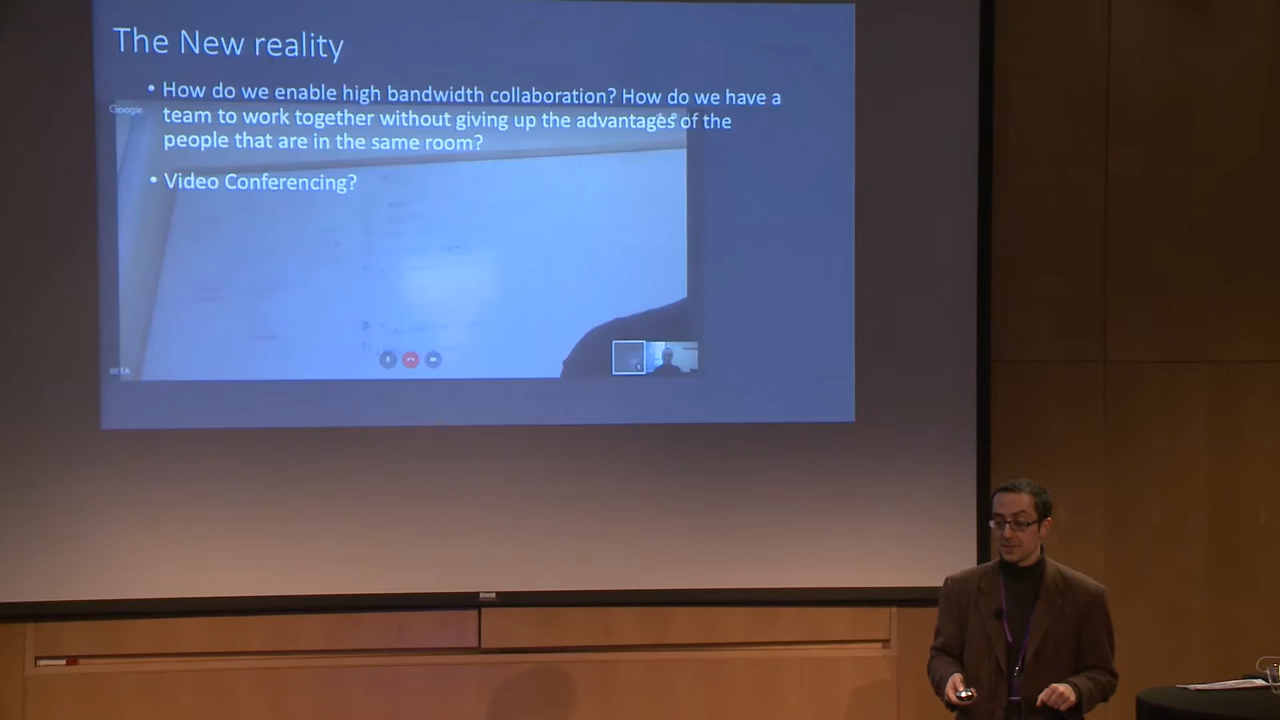 The New reality
• How do we enable high bandwidth collaboration? How do we have a
team to work together without giving up the advantages of the
people that are in the same room?
• Video Conferencing?
Google
BETA